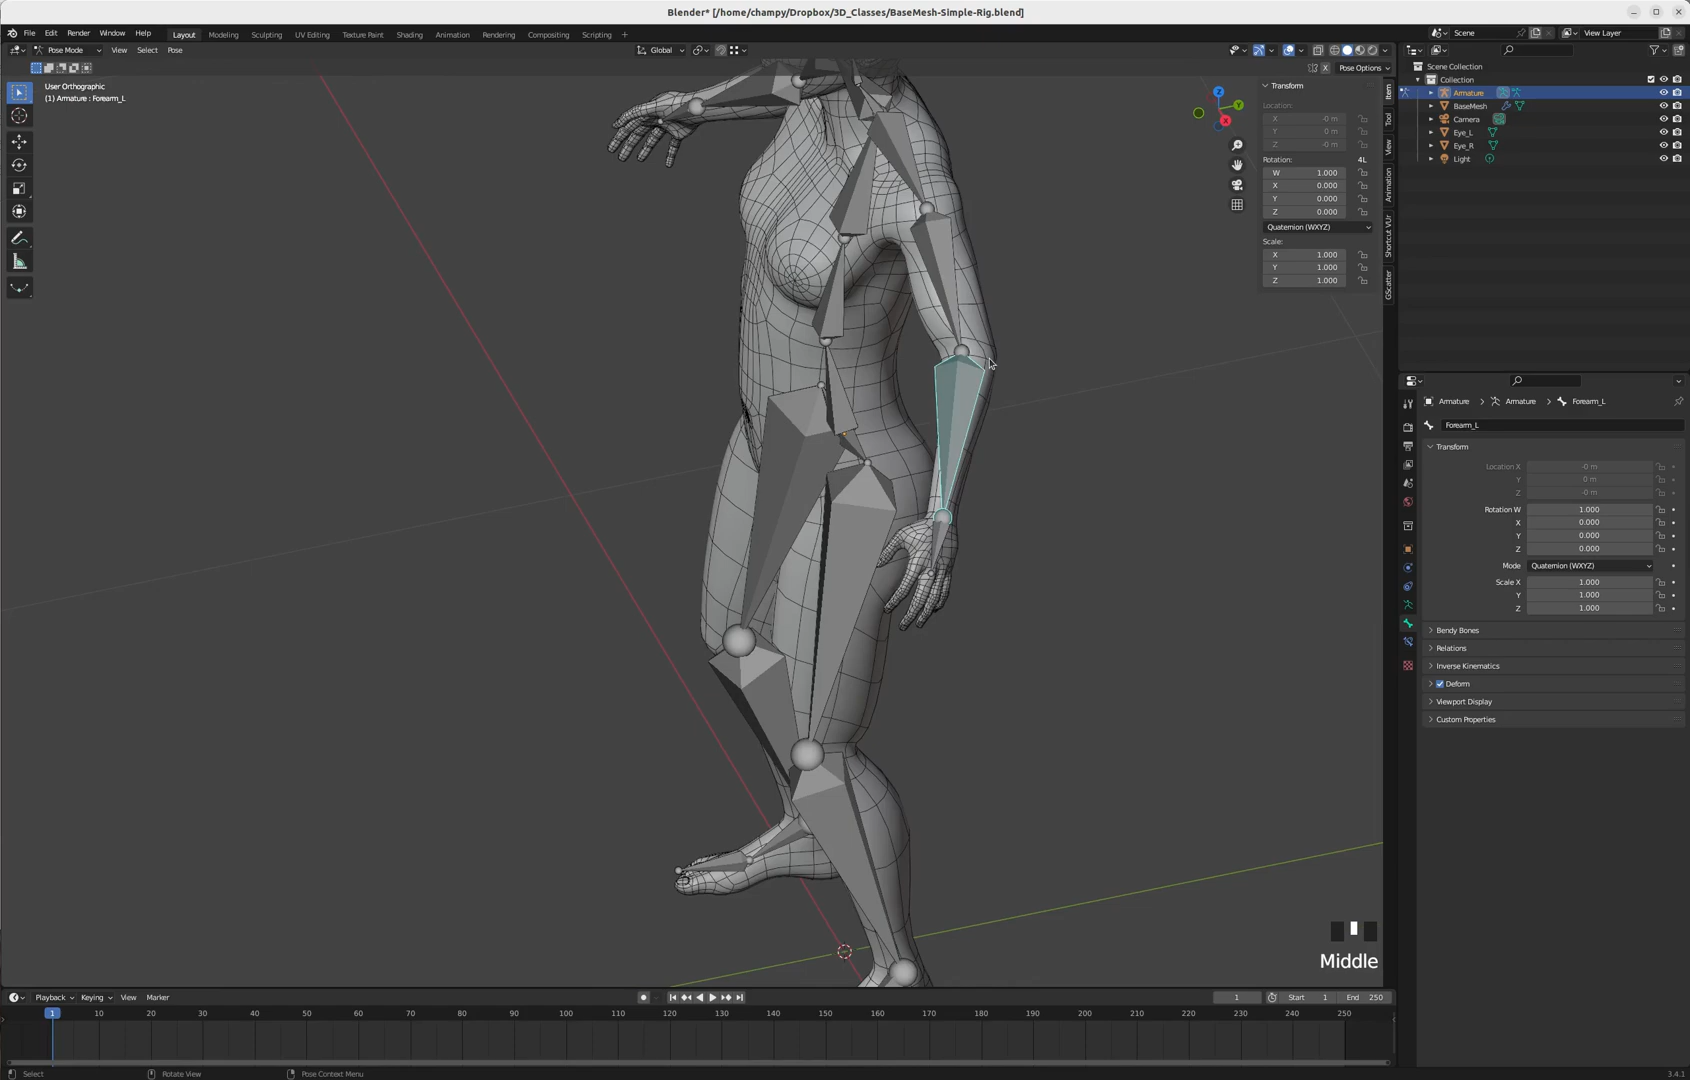 Blender* [/home/champy/Dropbox/3D_Classes/BaseMesh-Simple-Rig.blend]
File Edit Render Window Help Layout Modeling Sculpting UV Editing Texture Paint Shading Animation Rendering Compositing Scripting + Scene View Layer
Pose Mode View Select Pose Global
X Pose Options
User Orthographic
(1) Armature : Forearm_L
Transform
Location:
X -0 m
Y 0 m
Z -0 m
Rotation: 4L
W 1.000
X 0.000
Y 0.000
Z 0.000
Quaternion (WXYZ)
Scale:
X 1.000
Y 1.000
Z 1.000
Item
Tool
View
Animation
Shortcut VUr
GScatter
Z
Y
X
Scene Collection
Collection
Armature
BaseMesh
Camera
Eye_L
Eye_R
Light
Armature > Armature > Forearm_L
Forearm_L
Transform
Location X -0 m
Y 0 m
Z -0 m
Rotation W 1.000
X 0.000
Y 0.000
Z 0.000
Mode Quaternion (WXYZ)
Scale X 1.000
Y 1.000
Z 1.000
Bendy Bones
Relations
Inverse Kinematics
Deform
Viewport Display
Custom Properties
Middle
Playback Keying View Marker 1 Start 1 End 250
1 10 20 30 40 50 60 70 80 90 100 110 120 130 140 150 160 170 180 190 200 210 220 230 240 250
Select Rotate View Pose Context Menu 3.4.1